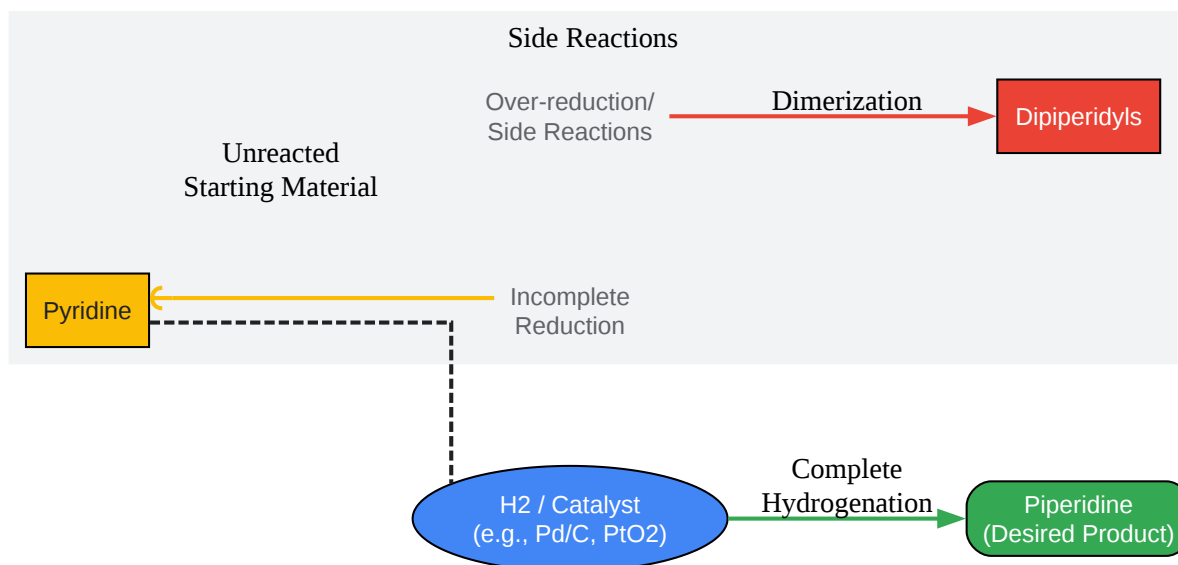 Side Reactions
Over-reduction/
Side Reactions
Dimerization
Dipiperidyls
Unreacted
Starting Material
Pyridine
Incomplete
Reduction
H2 / Catalyst
(e.g., Pd/C, PtO2)
Complete
Hydrogenation
Piperidine
(Desired Product)